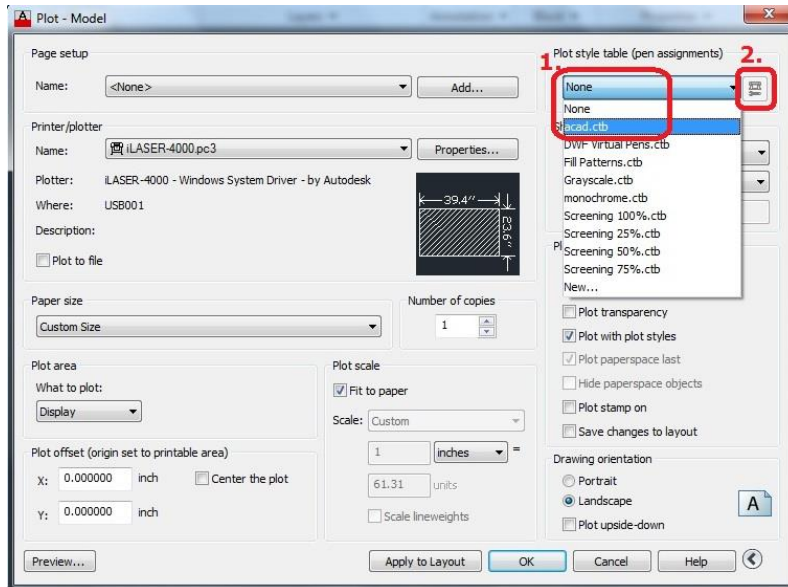 Plot - Model
Page setup
Name: <None> Add...
Printer/plotter
Name: iLASER-4000.pc3 Properties...
Plotter: iLASER-4000 - Windows System Driver - by Autodesk
Where: USB001
Description:
Plot to file
39.4"
23.6"
Paper size
Custom Size
Number of copies
1
Plot area
What to plot:
Display
Plot scale
Fit to paper
Scale: Custom
1 inches =
61.31 units
Scale lineweights
Plot offset (origin set to printable area)
X: 0.000000 inch Center the plot
Y: 0.000000 inch
Plot style table (pen assignments)
1. 2.
None
None
acad.ctb
DWF Virtual Pens.ctb
Fill Patterns.ctb
Grayscale.ctb
monochrome.ctb
Screening 100%.ctb
Screening 25%.ctb
Screening 50%.ctb
Screening 75%.ctb
New...
Plot transparency
Plot with plot styles
Plot paperspace last
Hide paperspace objects
Plot stamp on
Save changes to layout
Drawing orientation
Portrait
Landscape
Plot upside-down
A
Preview... Apply to Layout OK Cancel Help